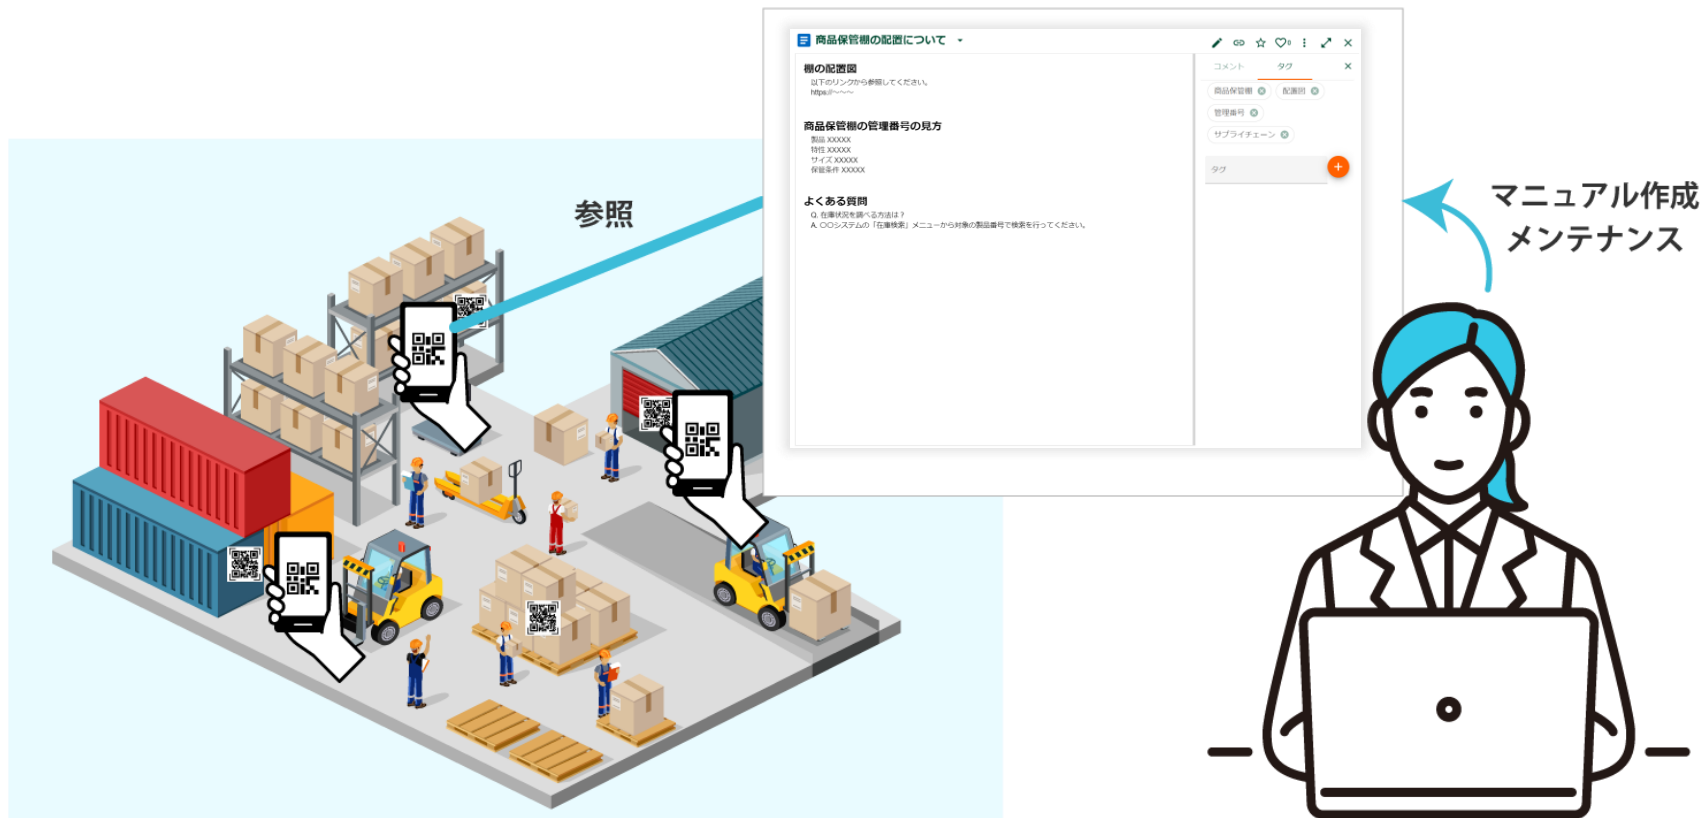 商品保管棚の配置について
棚の配置図
以下のリンクから参照してください。
https://〜〜〜
商品保管棚の管理番号の見方
製品 XXXXX
特性 XXXXX
サイズ XXXXX
保管条件 XXXXX
よくある質問
Q. 在庫状況を調べる方法は?
A. 〇〇システムの「在庫検索」メニューから対象の製品番号で検索を行ってください。
コメント タグ
商品保管棚 配置図
管理番号
サプライチェーン
タグ
参照
マニュアル作成
メンテナンス